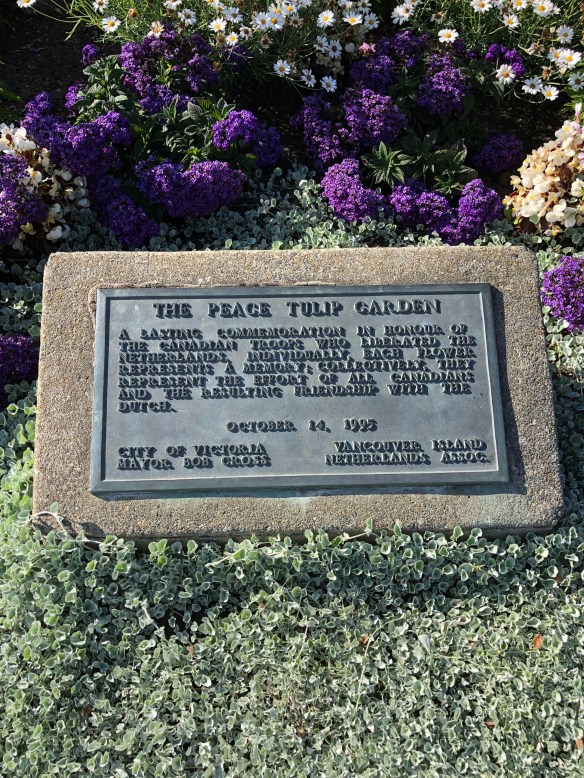 THE PEACE TULIP GARDEN
A LASTING COMMEMORATION IN HONOUR OF
THE CANADIAN TROOPS WHO LIBERATED THE
NETHERLANDS. INDIVIDUALLY, EACH FLOWER
REPRESENTS A MEMORY; COLLECTIVELY, THEY
REPRESENT THE EFFORT OF ALL CANADIANS
AND THE RESULTING FRIENDSHIP WITH THE
DUTCH.
OCTOBER 14, 1995
CITY OF VICTORIA
MAYOR BOB CROSS
VANCOUVER ISLAND
NETHERLANDS ASSOC.